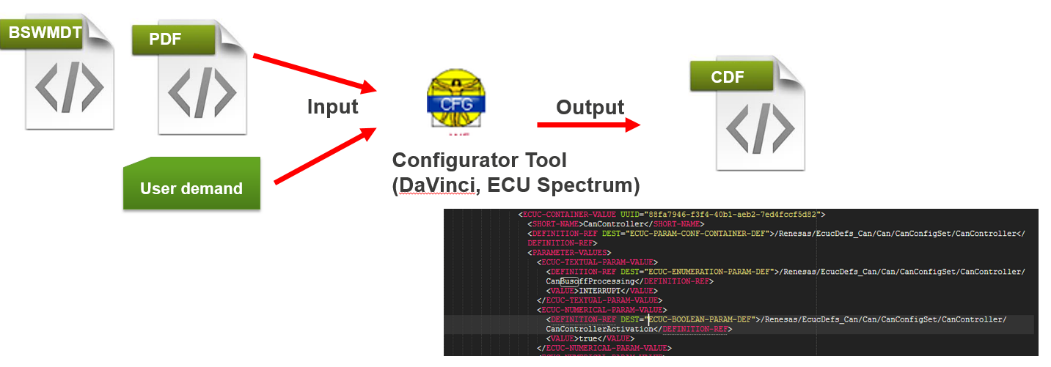 BSWMDT
PDF
CDF
CFG
Input
Output
User demand
Configurator Tool
(DaVinci, ECU Spectrum)
<ECUC-CONTAINER-VALUE UUID="88fa7946-f3f4-40b1-aeb2-7ed4fccf5d82">
<SHORT-NAME>CanController</SHORT-NAME>
<DEFINITION-REF DEST="ECUC-PARAM-CONF-CONTAINER-DEF">/Renesas/EcucDefs_Can/Can/CanConfigSet/CanController</
DEFINITION-REF>
<PARAMETER-VALUES>
<ECUC-TEXTUAL-PARAM-VALUE>
<DEFINITION-REF DEST="ECUC-ENUMERATION-PARAM-DEF">/Renesas/EcucDefs_Can/Can/CanConfigSet/CanController/
CanBusoffProcessing</DEFINITION-REF>
<VALUE>INTERRUPT</VALUE>
</ECUC-TEXTUAL-PARAM-VALUE>
<ECUC-NUMERICAL-PARAM-VALUE>
<DEFINITION-REF DEST="ECUC-BOOLEAN-PARAM-DEF">/Renesas/EcucDefs_Can/Can/CanConfigSet/CanController/
CanControllerActivation</DEFINITION-REF>
<VALUE>true</VALUE>
</ECUC-NUMERICAL-PARAM-VALUE>